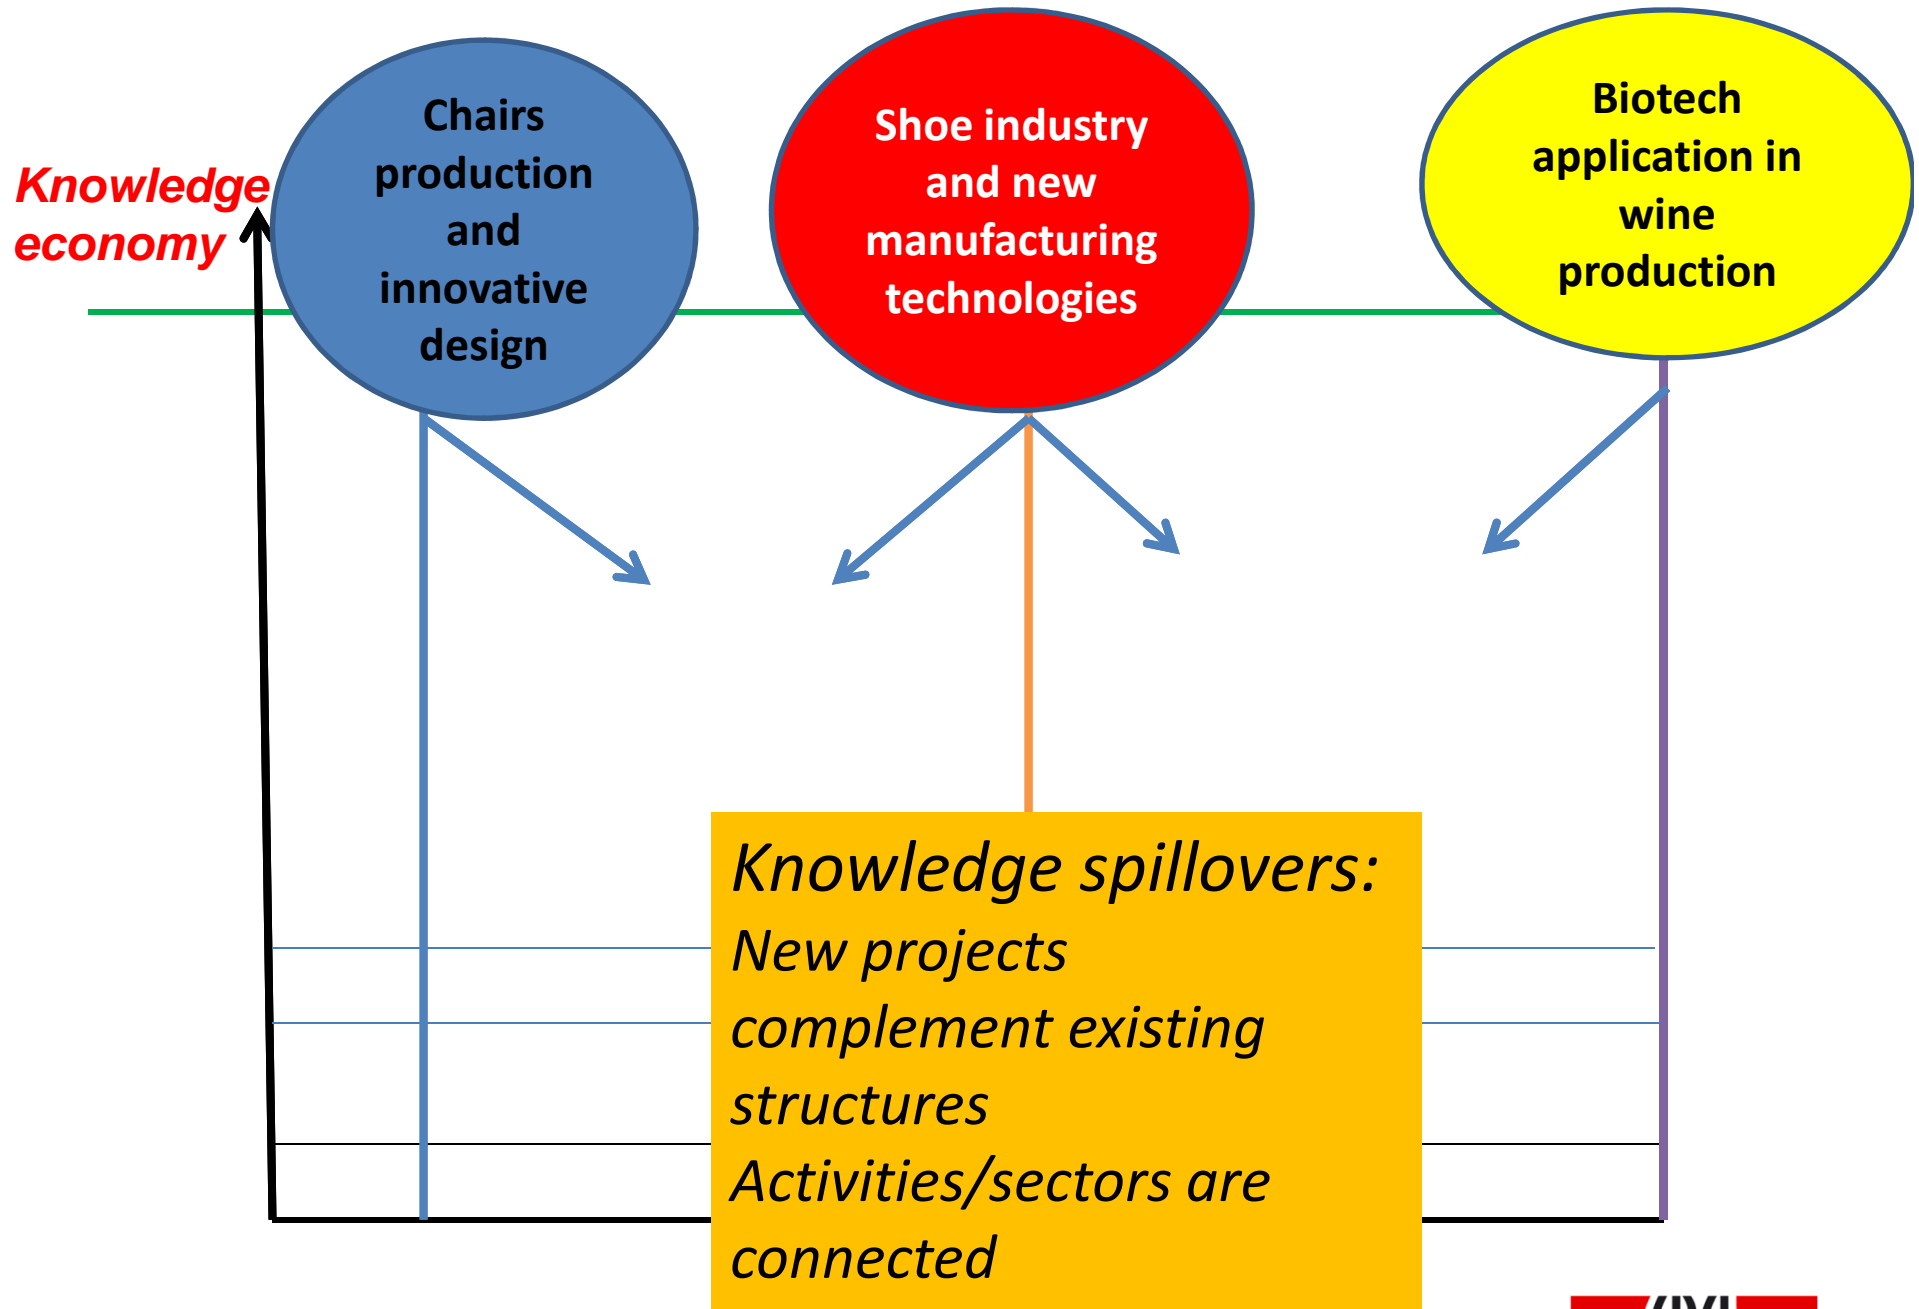 Knowledge
economy
Chairs
production
and
innovative
design
Shoe industry
and new
manufacturing
technologies
Biotech
application in
wine
production
Knowledge spillovers:
New projects
complement existing
structures
Activities/sectors are
connected